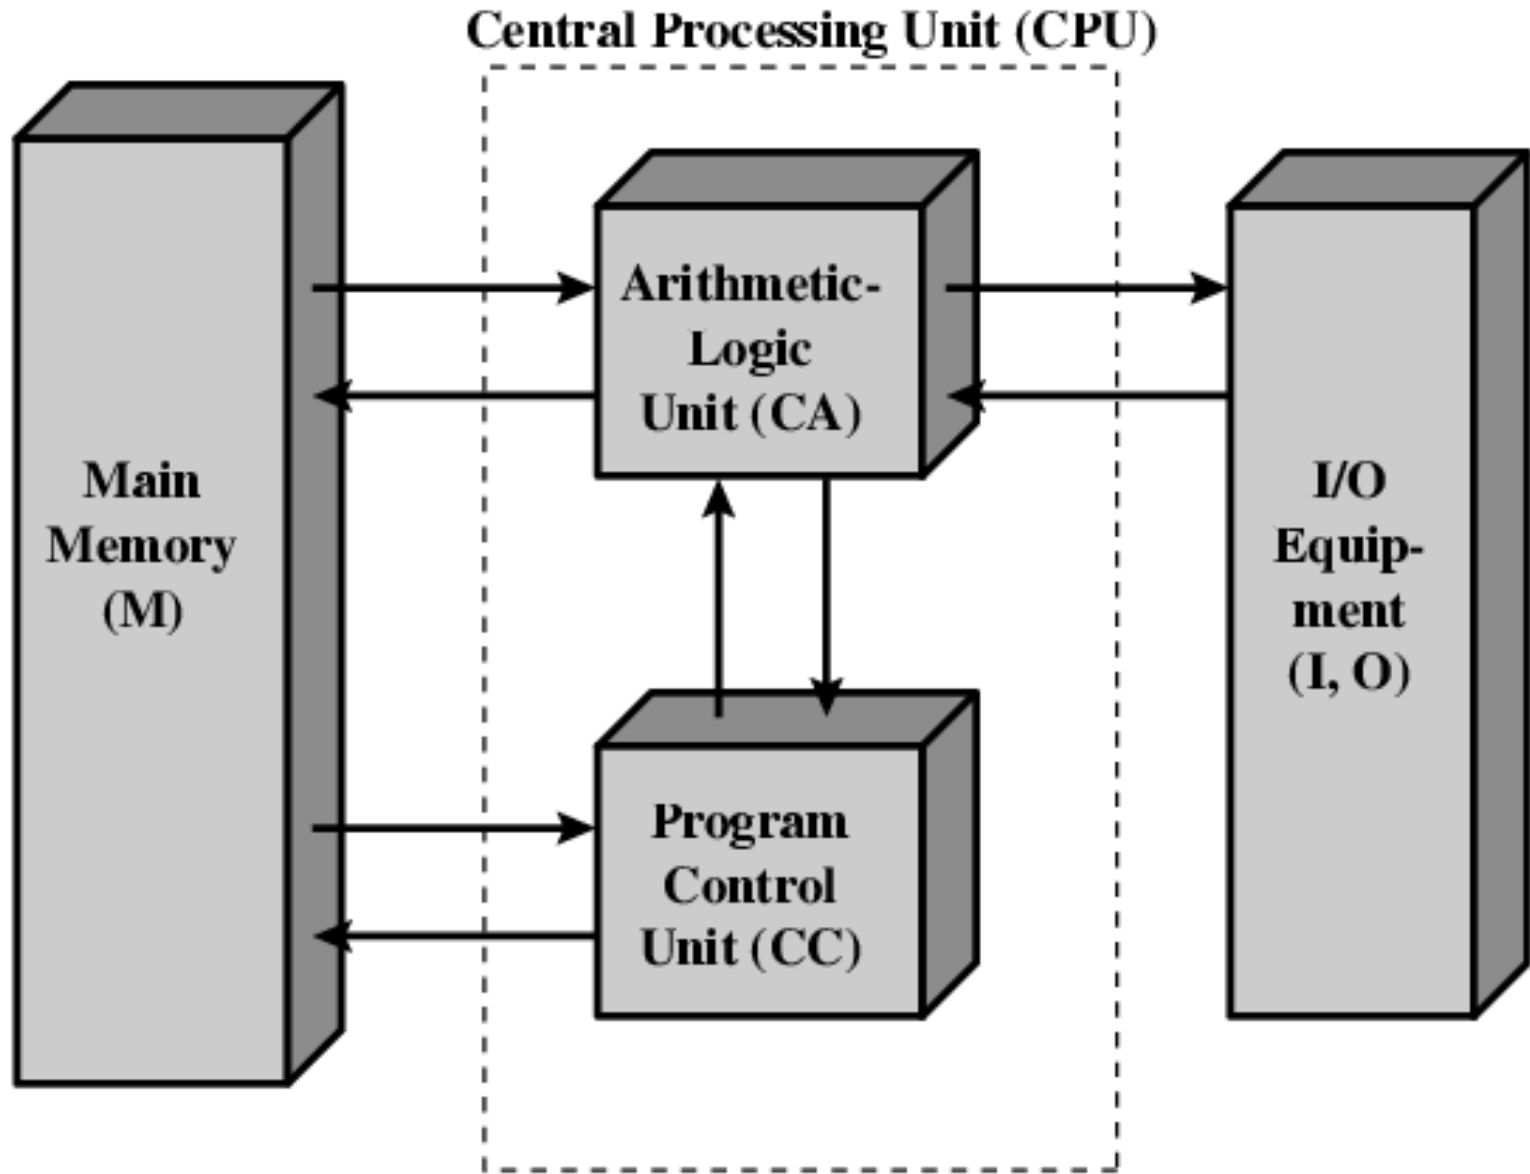 Central Processing Unit (CPU)
Main
Memory
(M)
Arithmetic-
Logic
Unit (CA)
Program
Control
Unit (CC)
I/O
Equip-
ment
(I, O)